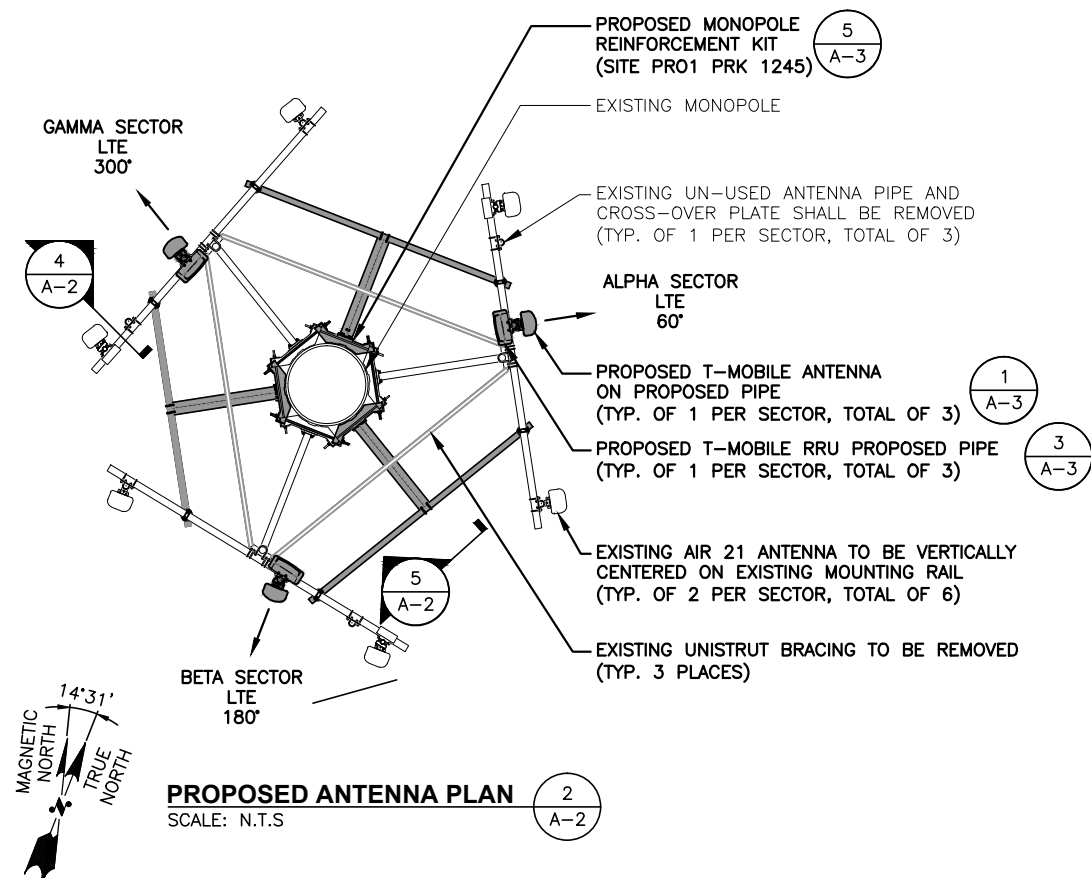 PROPOSED MONOPOLE
REINFORCEMENT KIT
(SITE PRO1 PRK 1245)
5
A-3
EXISTING MONOPOLE
GAMMA SECTOR
LTE
300°
EXISTING UN-USED ANTENNA PIPE AND
CROSS-OVER PLATE SHALL BE REMOVED
(TYP. OF 1 PER SECTOR, TOTAL OF 3)
4
A-2
ALPHA SECTOR
LTE
60°
PROPOSED T-MOBILE ANTENNA
ON PROPOSED PIPE
(TYP. OF 1 PER SECTOR, TOTAL OF 3)
1
A-3
PROPOSED T-MOBILE RRU PROPOSED PIPE
(TYP. OF 1 PER SECTOR, TOTAL OF 3)
3
A-3
EXISTING AIR 21 ANTENNA TO BE VERTICALLY
CENTERED ON EXISTING MOUNTING RAIL
(TYP. OF 2 PER SECTOR, TOTAL OF 6)
5
A-2
EXISTING UNISTRUT BRACING TO BE REMOVED
(TYP. 3 PLACES)
BETA SECTOR
LTE
180°
14°31'
MAGNETIC
NORTH
TRUE
NORTH
N
PROPOSED ANTENNA PLAN
SCALE: N.T.S
2
A-2